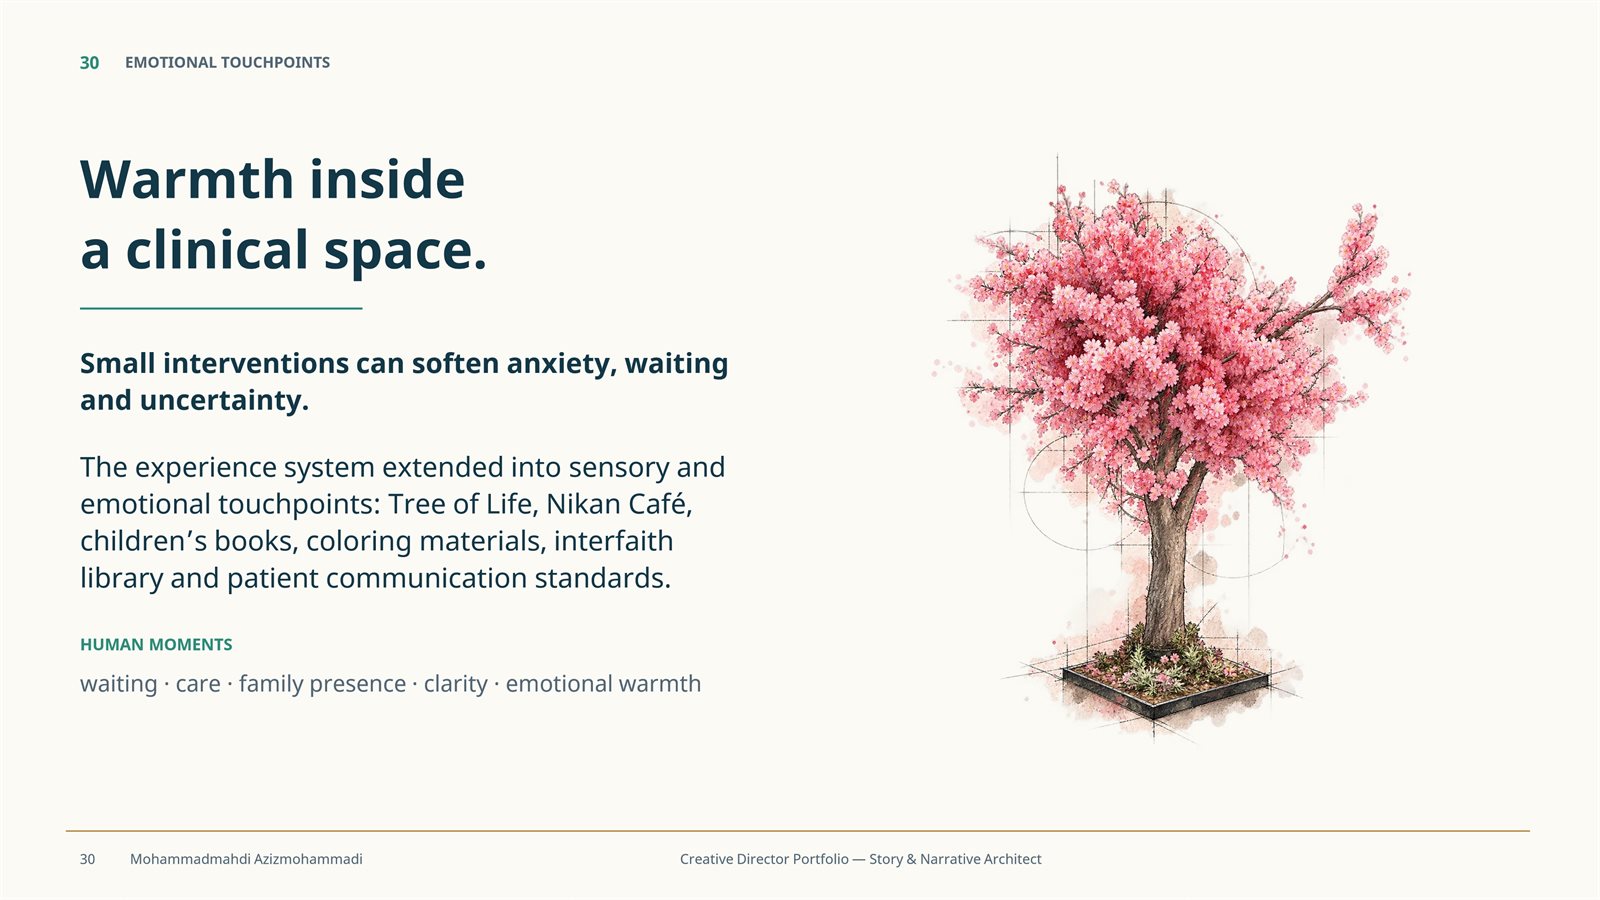 30 EMOTIONAL TOUCHPOINTS
Warmth inside
a clinical space.
Small interventions can soften anxiety, waiting
and uncertainty.
The experience system extended into sensory and
emotional touchpoints: Tree of Life, Nikan Café,
children’s books, coloring materials, interfaith
library and patient communication standards.
HUMAN MOMENTS
waiting · care · family presence · clarity · emotional warmth
30 Mohammadmahdi Azizmohammadi Creative Director Portfolio — Story & Narrative Architect